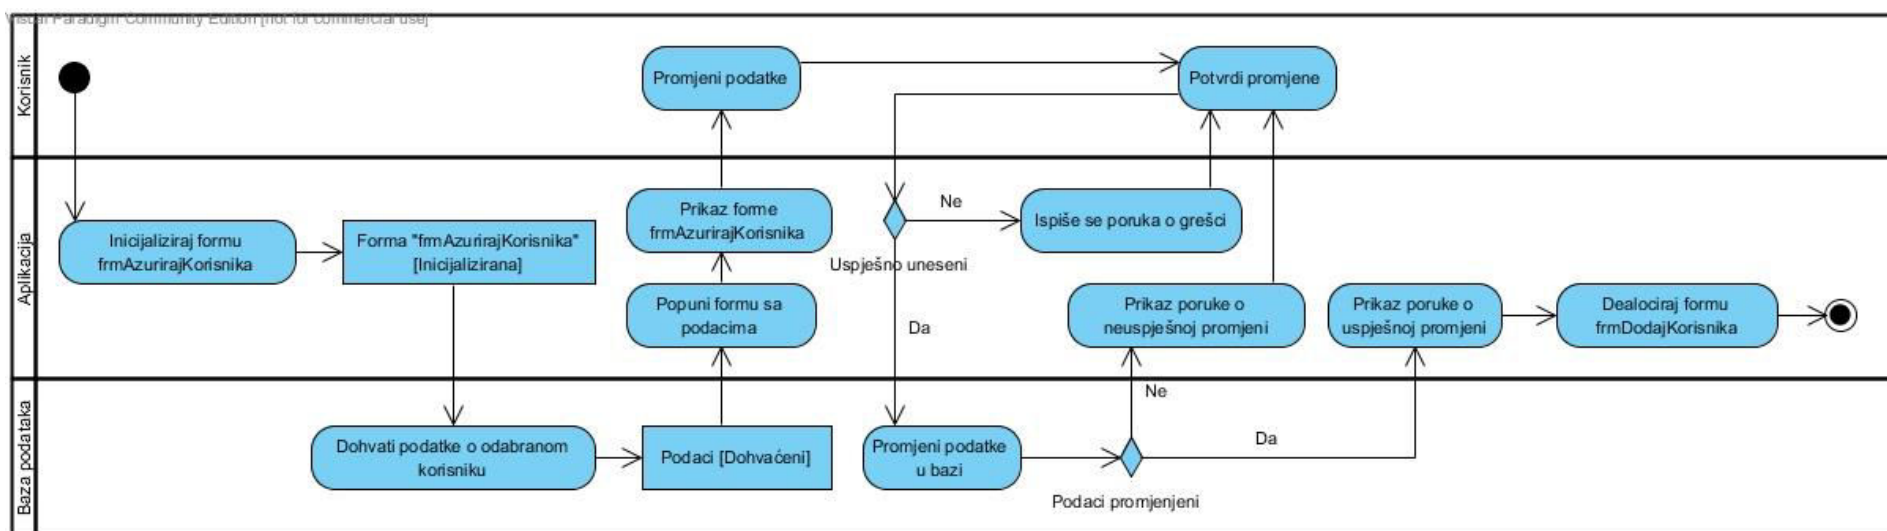 Visual Paradigm Community Edition [not for commercial use]
Korisnik
Promjeni podatke
Potvrdi promjene
Aplikacija
Inicijaliziraj formu
frmAzurirajKorisnika
Forma "frmAzurirajKorisnika"
[Inicijalizirana]
Prikaz forme
frmAzurirajKorisnika
Popuni formu sa
podacima
Uspješno uneseni
Ne
Da
Ispiše se poruka o grešci
Prikaz poruke o
neuspješnoj promjeni
Prikaz poruke o
uspješnoj promjeni
Dealociraj formu
frmDodajKorisnika
Baza podataka
Dohvati podatke o odabranom
korisniku
Podaci [Dohvaćeni]
Promjeni podatke
u bazi
Podaci promjenjeni
Ne
Da